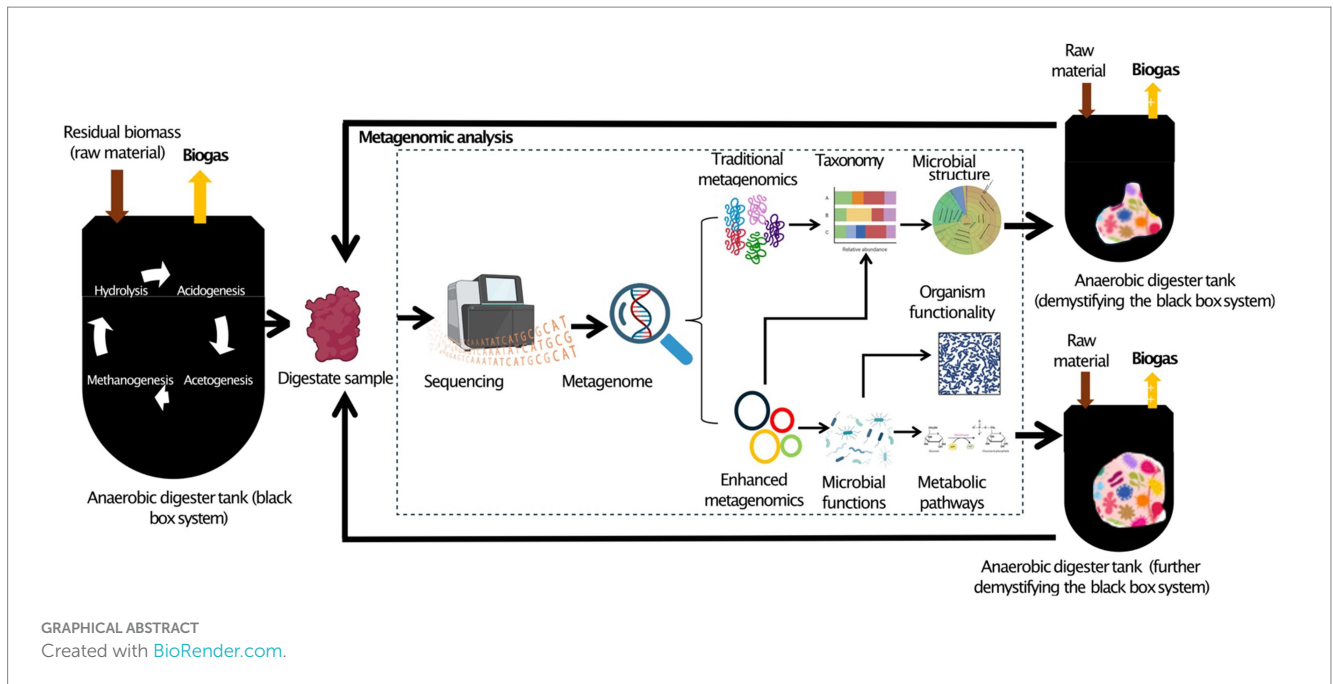 Residual biomass
(raw material)
Biogas
Hydrolysis
Acidogenesis
Methanogenesis
Acetogenesis
Anaerobic digester tank (black
box system)
Digestate sample
Metagenomic analysis
Sequencing
Metagenome
Traditional
metagenomics
Taxonomy
A
B
C
Relative abundance
Microbial
structure
Organism
functionality
Enhanced
metagenomics
Microbial
functions
Metabolic
pathways
Raw
material
Biogas
+
Anaerobic digester tank
(demystifying the black box system)
Raw
material
Biogas
+
+
Anaerobic digester tank (further
demystifying the black box system)
GRAPHICAL ABSTRACT
Created with BioRender.com.